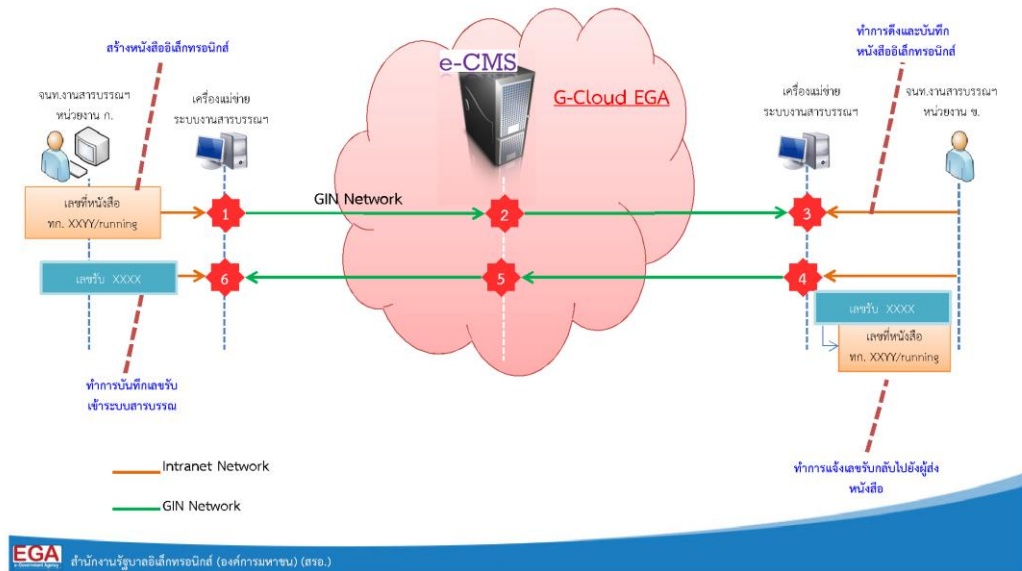 สร้างหนังสืออิเล็กทรอนิกส์
ทำการดึงและบันทึก
หนังสืออิเล็กทรอนิกส์
e-CMS
G-Cloud EGA
จนท.งานสารบรรณฯ
หน่วยงาน ก.
เครื่องแม่ข่าย
ระบบงานสารบรรณฯ
เครื่องแม่ข่าย
ระบบงานสารบรรณฯ
จนท.งานสารบรรณฯ
หน่วยงาน ข.
เลขที่หนังสือ
ทก. XXYY/running
1
GIN Network
2
3
เลขรับ XXXX
6
5
4
เลขรับ XXXX
เลขที่หนังสือ
ทก. XXYY/running
ทำการบันทึกเลขรับ
เข้าระบบสารบรรณ
ทำการแจ้งเลขรับกลับไปยังผู้ส่ง
หนังสือ
Intranet Network
GIN Network
EGA
e-Government Agency
สำนักงานรัฐบาลอิเล็กทรอนิกส์ (องค์การมหาชน) (สรอ.)